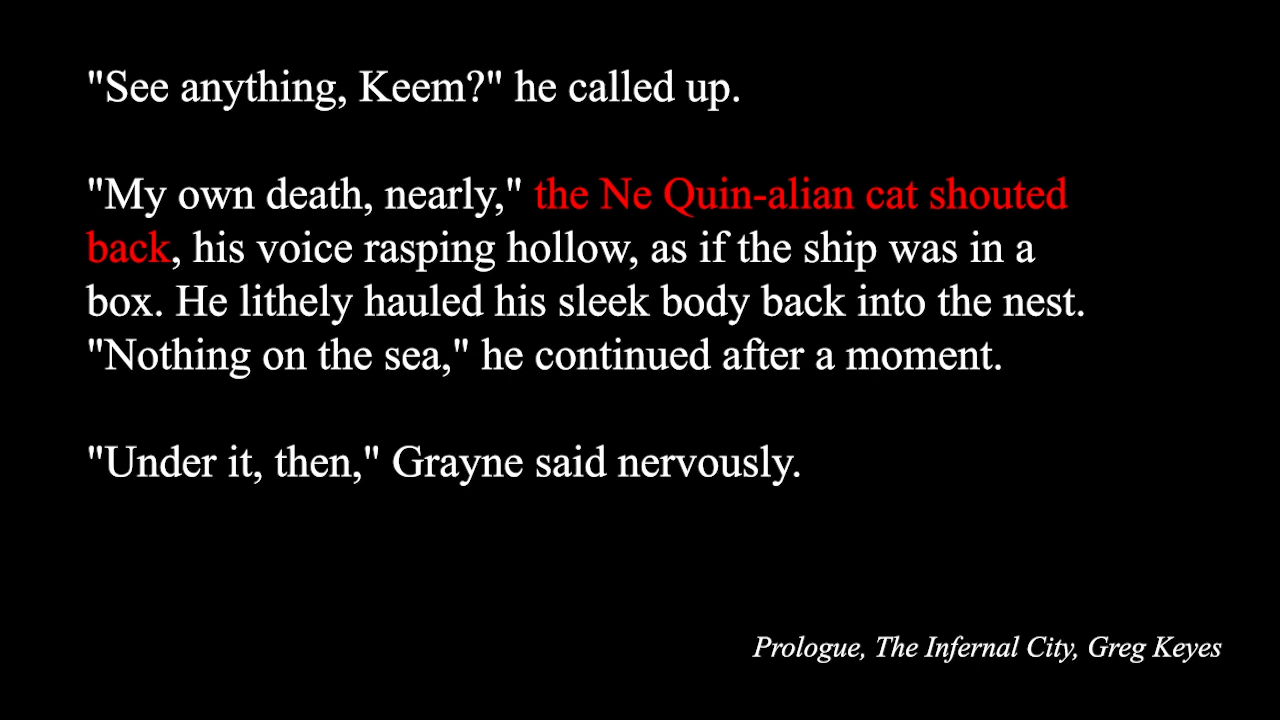 "See anything, Keem?" he called up.
"My own death, nearly," the Ne Quin-alian cat shouted
back, his voice rasping hollow, as if the ship was in a
box. He lithely hauled his sleek body back into the nest.
"Nothing on the sea," he continued after a moment.
"Under it, then," Grayne said nervously.
Prologue, The Infernal City, Greg Keyes